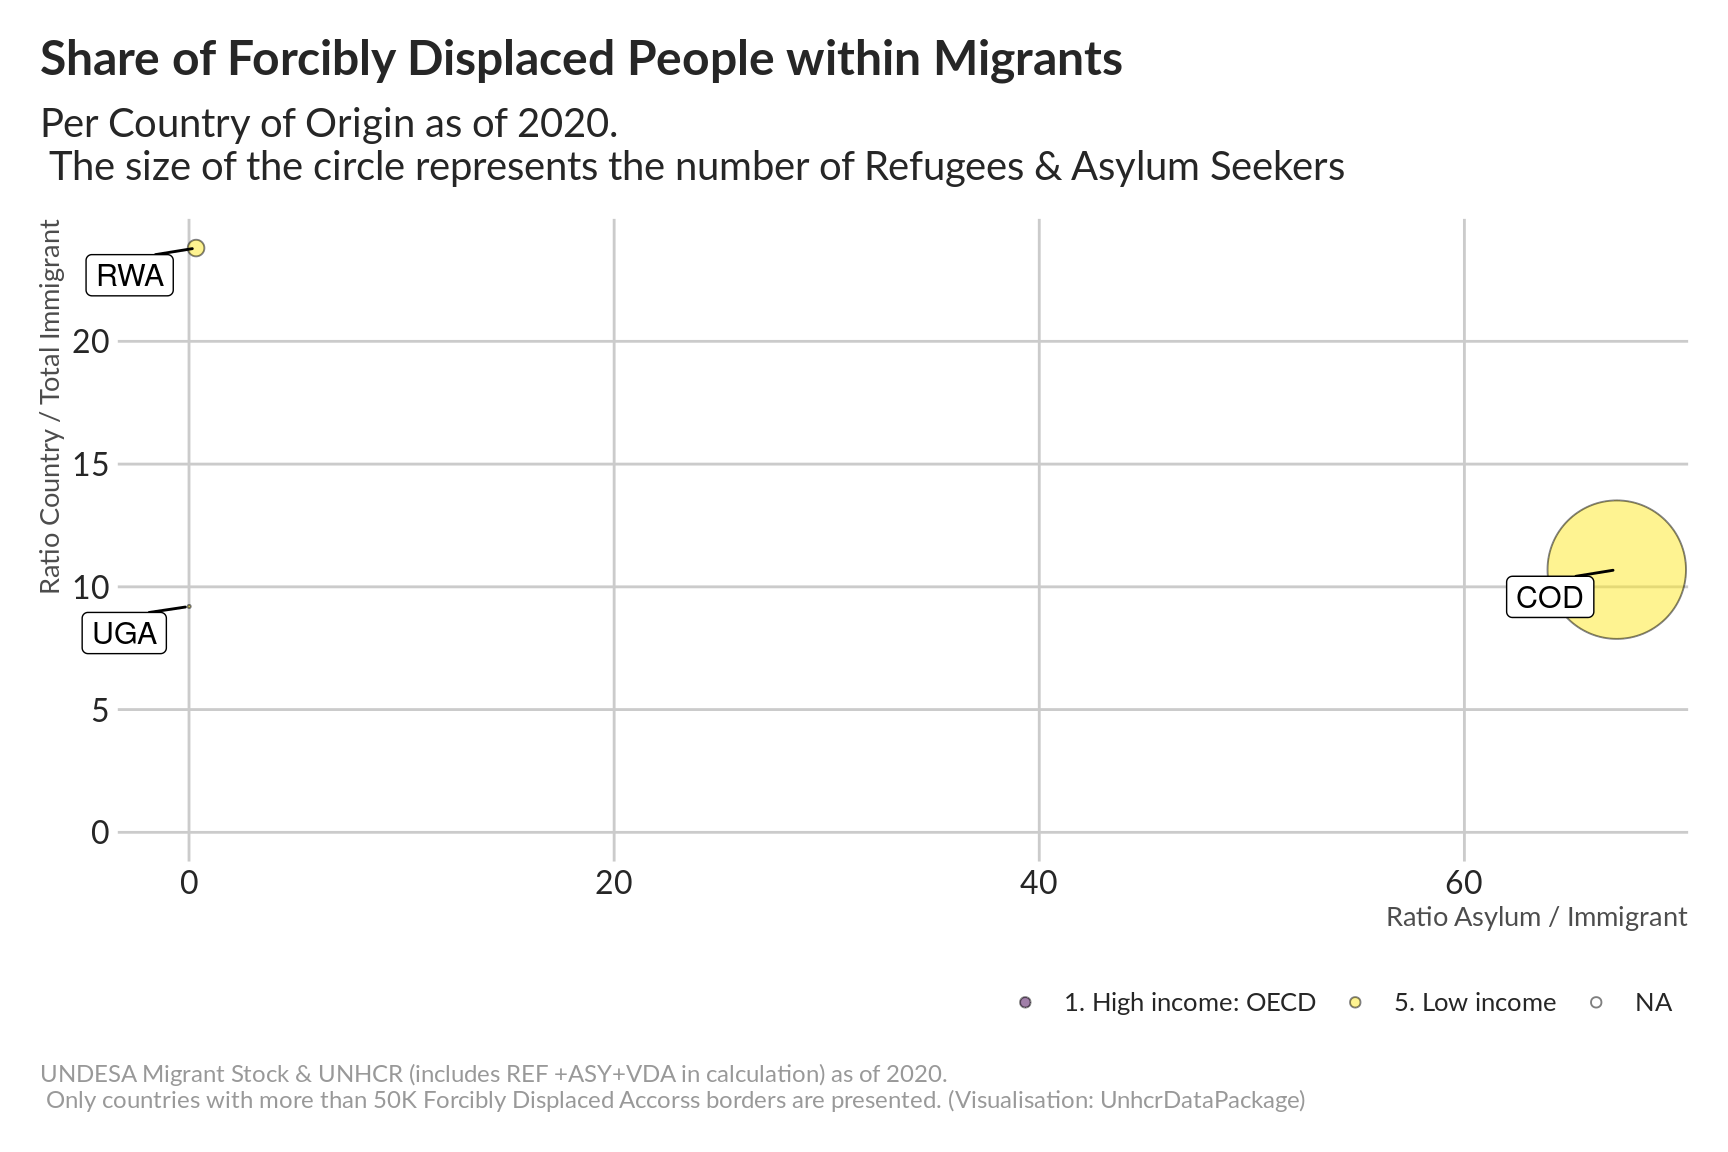 Share of Forcibly Displaced People within Migrants
Per Country of Origin as of 2020.
The size of the circle represents the number of Refugees & Asylum Seekers
Ratio Country / Total Immigrant
RWA
20
15
10
COD
UGA
5
0
0 20 40 60
Ratio Asylum / Immigrant
1. High income: OECD 5. Low income NA
UNDESA Migrant Stock & UNHCR (includes REF +ASY+VDA in calculation) as of 2020.
Only countries with more than 50K Forcibly Displaced Accorss borders are presented. (Visualisation: UnhcrDataPackage)